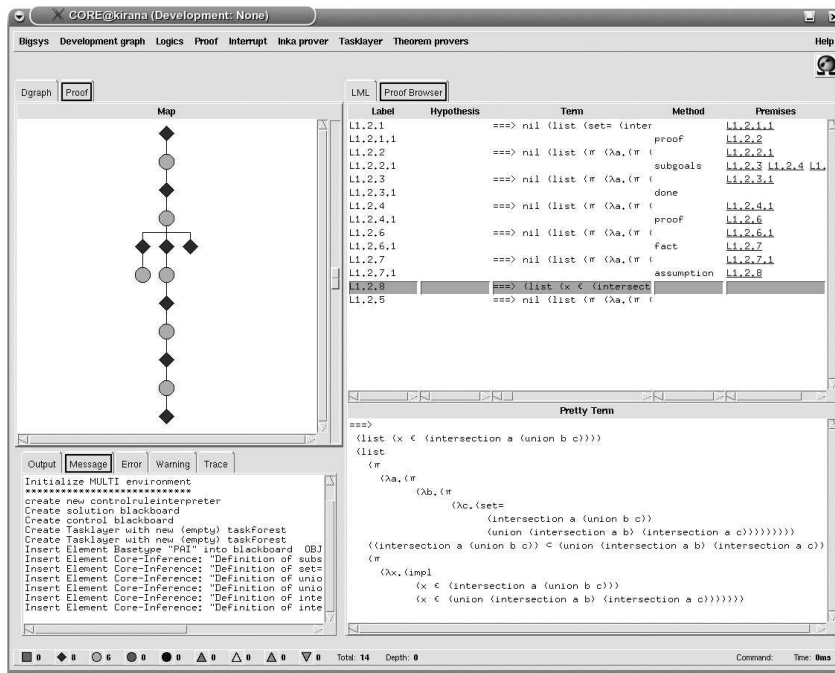 CORE@kirana (Development: None)
Bigsys Development graph Logics Proof Interrupt Inka prover Tasklayer Theorem provers Help
Dgraph Proof
Map
LML Proof Browser
Label Hypothesis Term Method Premises
L1.2.1 ===> nil (list (set= (inter L1.2.1.1
L1.2.1.1 proof L1.2.2
L1.2.2 ===> nil (list (π (λa.(π ( L1.2.2.1
L1.2.2.1 subgoals L1.2.3 L1.2.4 L1.
L1.2.3 ===> nil (list (π (λa.(π ( L1.2.3.1
L1.2.3.1 done
L1.2.4 ===> nil (list (π (λa.(π ( L1.2.4.1
L1.2.4.1 proof L1.2.6
L1.2.6 ===> nil (list (π (λa.(π ( L1.2.6.1
L1.2.6.1 fact L1.2.7
L1.2.7 ===> nil (list (π (λa.(π ( L1.2.7.1
L1.2.7.1 assumption L1.2.8
L1.2.8 ===> (list (x ∈ (intersect
L1.2.5 ===> nil (list (π (λa.(π (
Pretty Term
===>
(list (x ∈ (intersection a (union b c))))
(list
(π
(λa.(π
(λb.(π
(λc.(set=
(intersection a (union b c))
(union (intersection a b) (intersection a c)))))))))
((intersection a (union b c)) ⊂ (union (intersection a b) (intersection a c)))
(π
(λx.(impl
(x ∈ (intersection a (union b c)))
(x ∈ (union (intersection a b) (intersection a c)))))))
Output Message Error Warning Trace
Initialize MULTI environment
****************************
create new controlruleinterpreter
Create solution blackboard
Create control blackboard
Create Tasklayer with new (empty) taskforest
Create Tasklayer with new (empty) taskforest
Insert Element Basetype "PAI" into blackboard OBJ
Insert Element Core-Inference: "Definition of subs
Insert Element Core-Inference: "Definition of set=
Insert Element Core-Inference: "Definition of unio
Insert Element Core-Inference: "Definition of unio
Insert Element Core-Inference: "Definition of inte
Insert Element Core-Inference: "Definition of inte
0 8 6 0 0 0 0 0 0 Total: 14 Depth: 0 Command: Time: 0ms